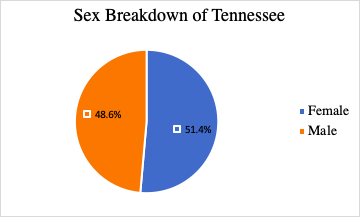 Sex Breakdown of Tennessee
48.6%
51.4%
Female
Male